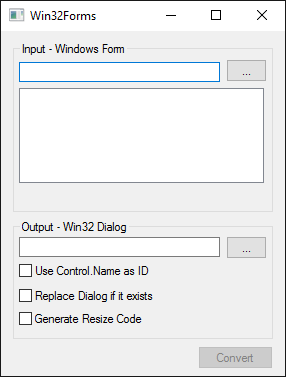 Win32Forms
Input - Windows Form
...
Output - Win32 Dialog
...
Use Control.Name as ID
Replace Dialog if it exists
Generate Resize Code
Convert